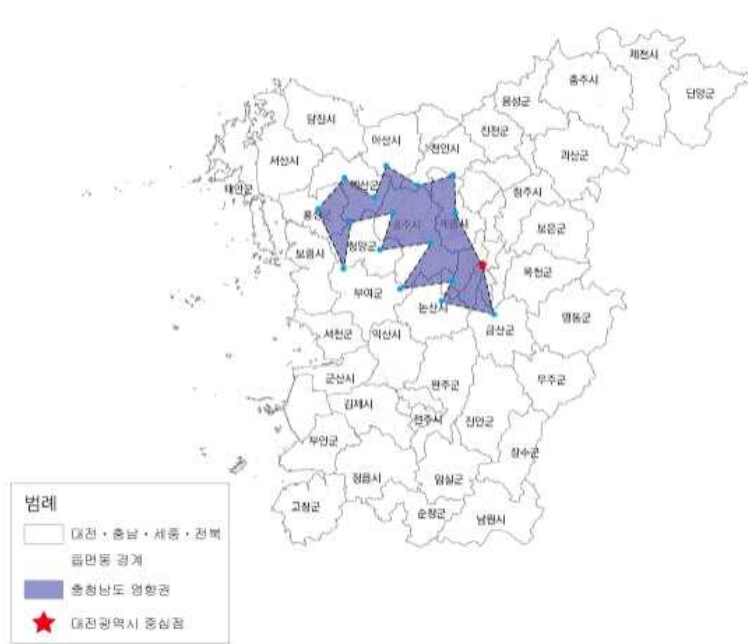 제천시
충주시
단양군
음성군
당진시
진천군
아산시
천안시
괴산군
서산시
예산군
태안군
청주시
홍성군
공주시
보은군
청양군
보령시
옥천군
부여군
논산시
영동군
금산군
서천군
익산시
군산시
무주군
완주군
김제시
전주시
진안군
부안군
장수군
정읍시
임실군
고창군
순창군
남원시
범례
대전・충남・세종・전북
읍면동 경계
충청남도 영향권
대전광역시 중심점